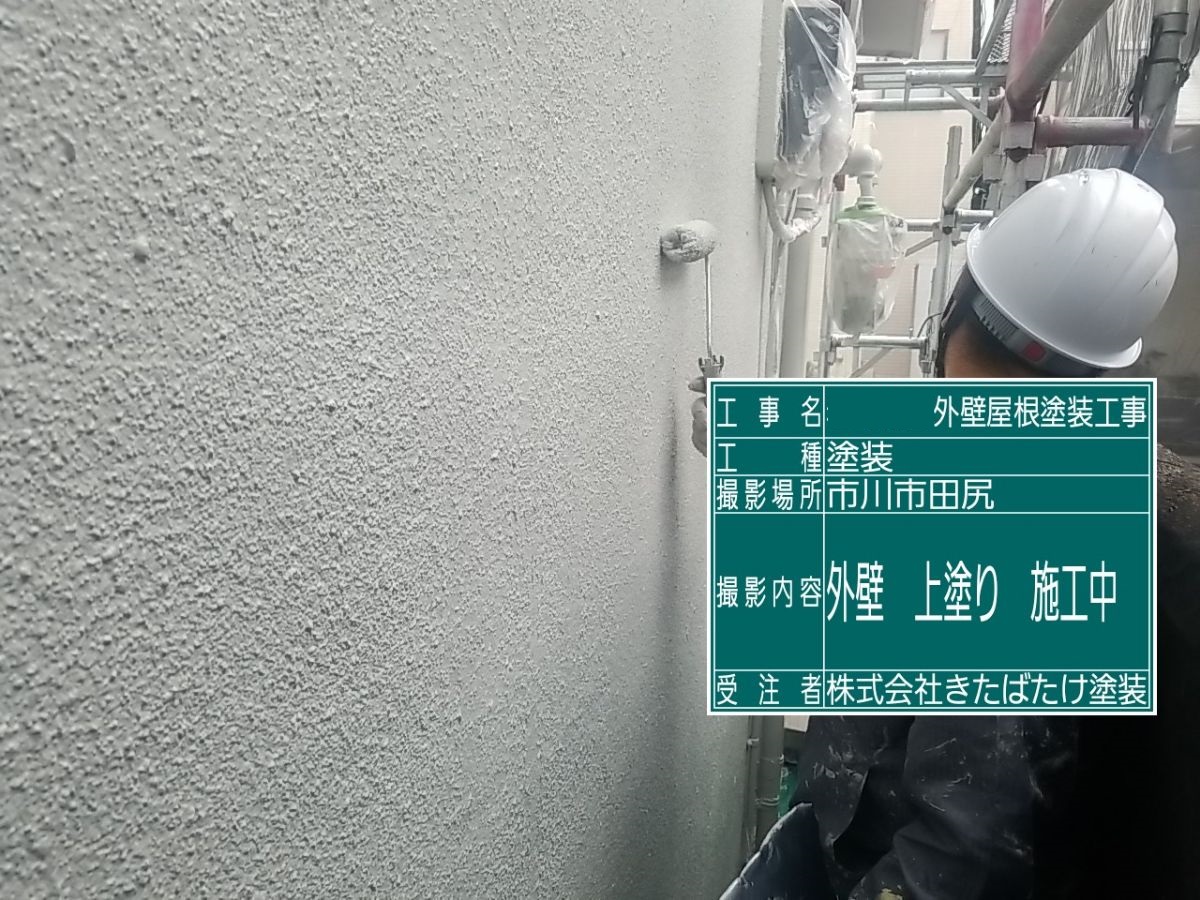 工事名: 外壁屋根塗装工事
工種 塗装
撮影場所 市川市田尻
撮影内容 外壁 上塗り 施工中
受注者 株式会社きたばたけ塗装